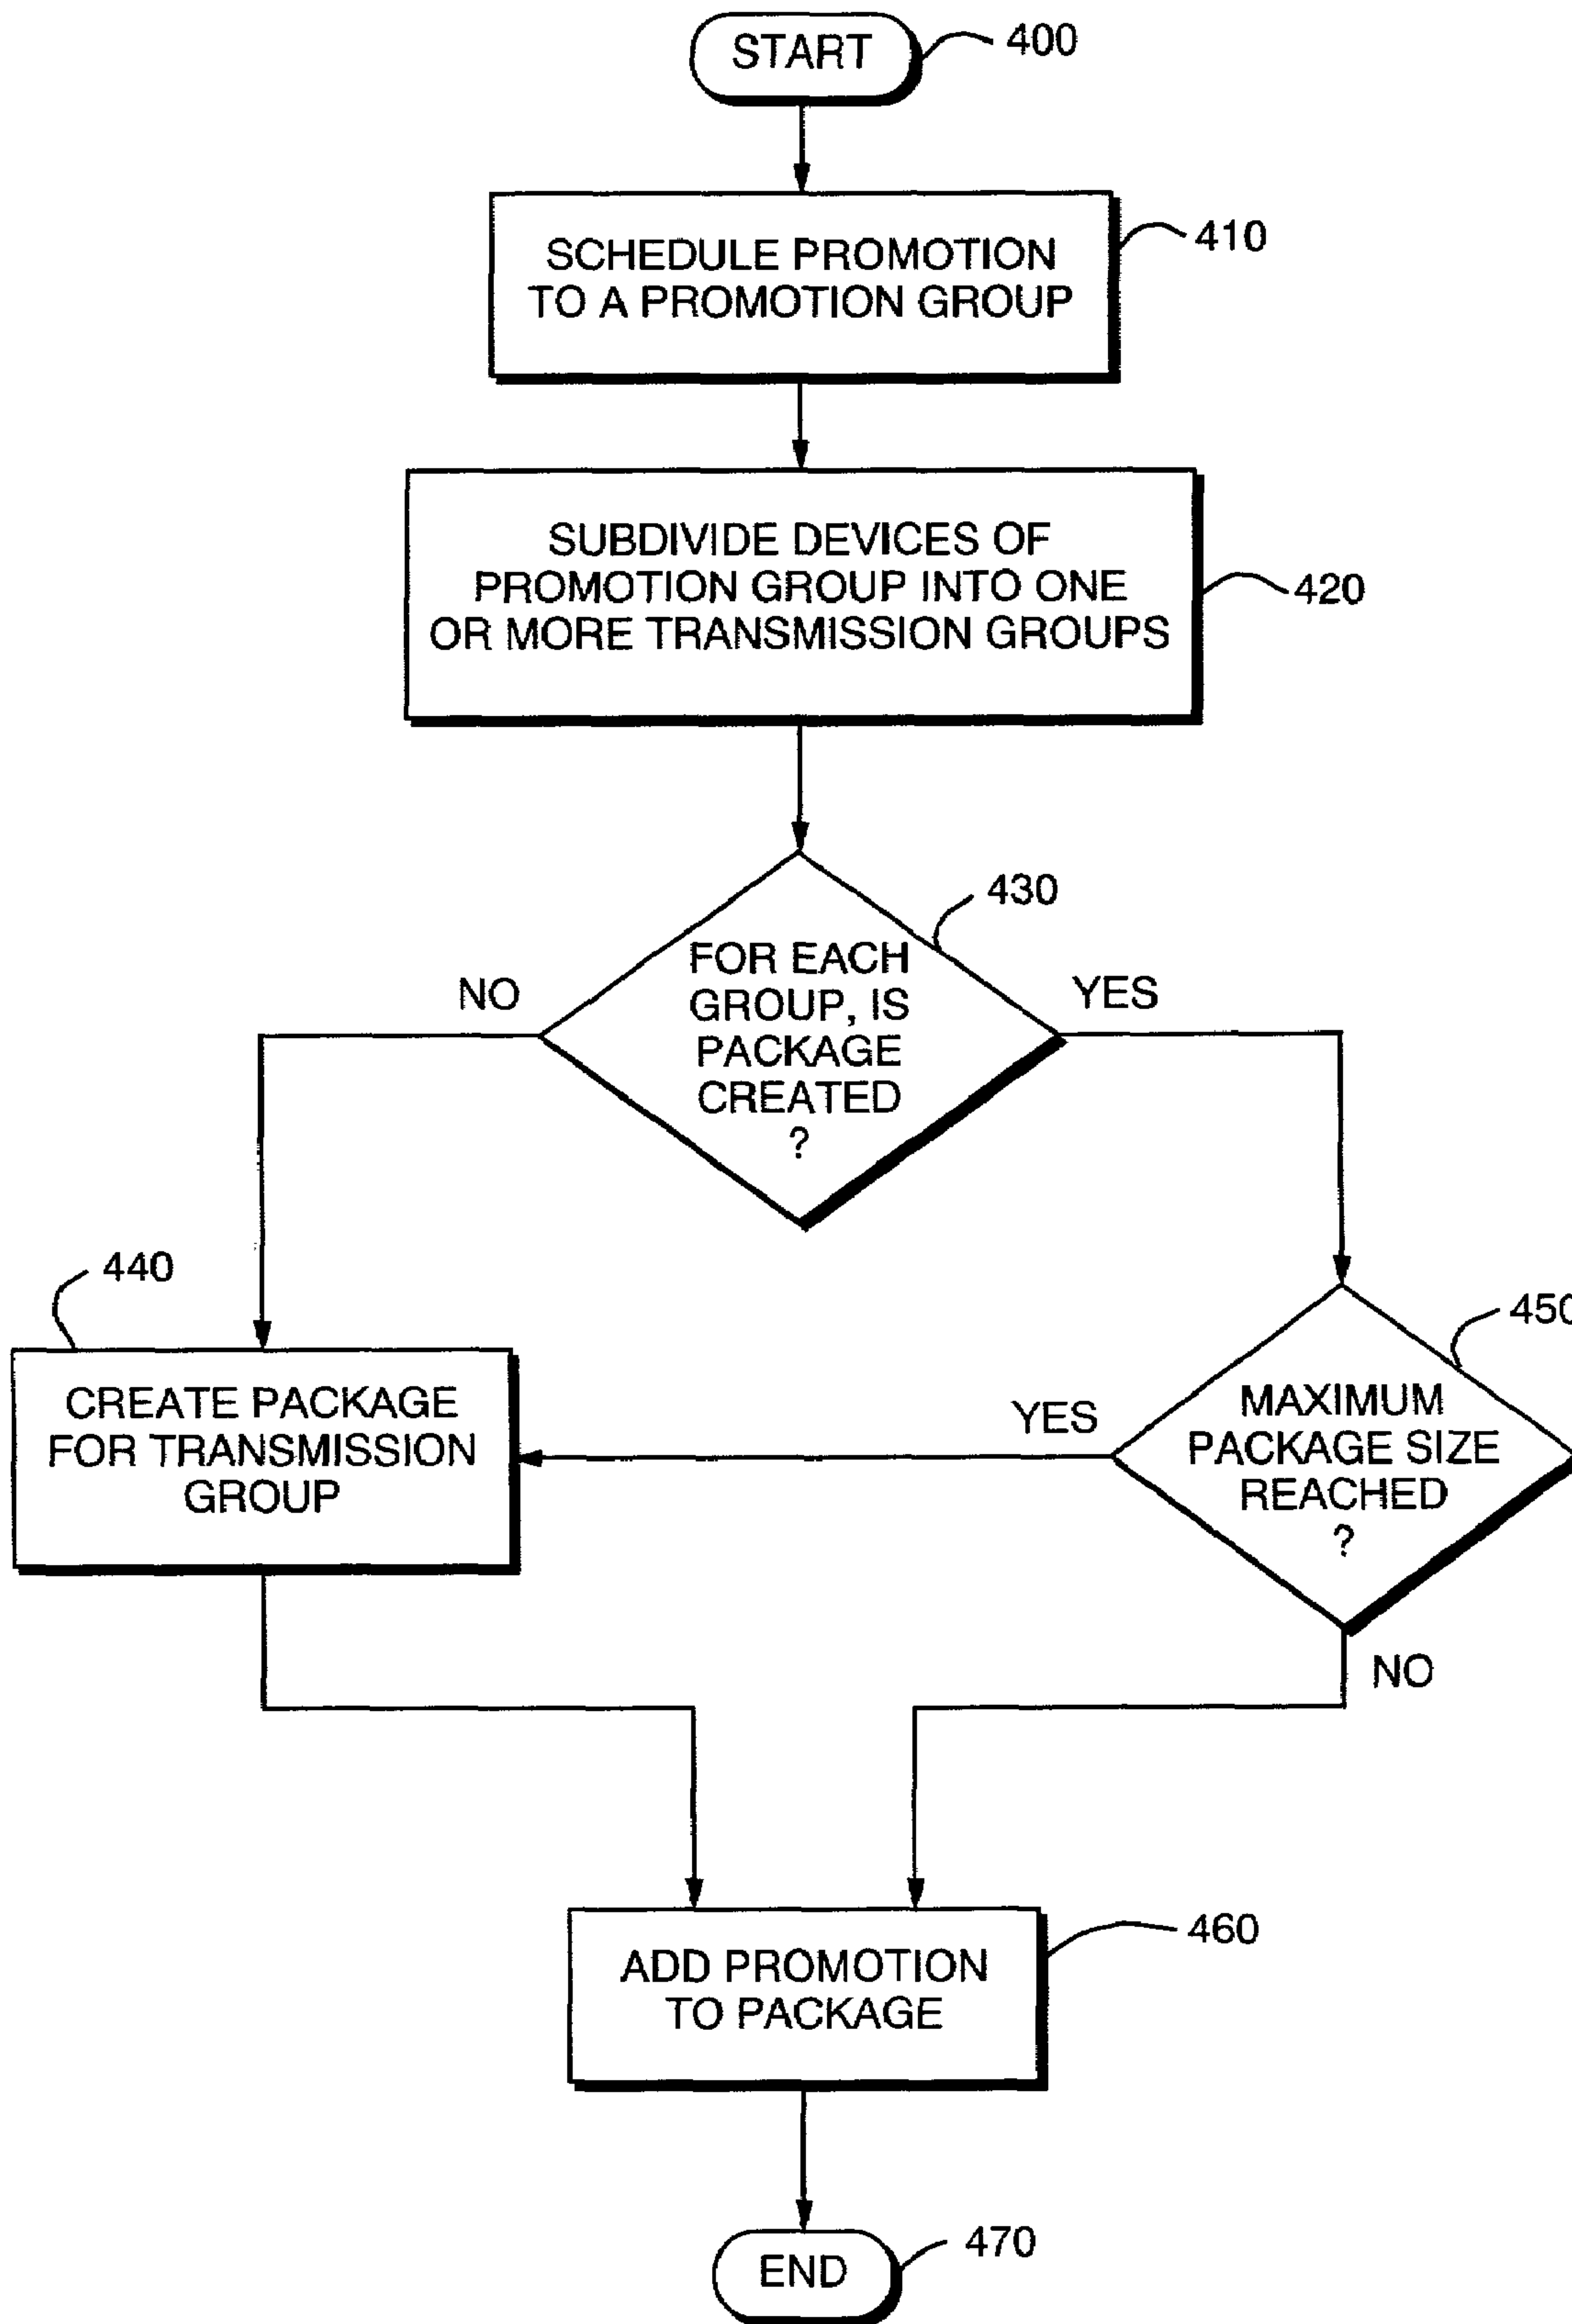 START
400
SCHEDULE PROMOTION
TO A PROMOTION GROUP
410
SUBDIVIDE DEVICES OF
PROMOTION GROUP INTO ONE
OR MORE TRANSMISSION GROUPS
420
430
FOR EACH
GROUP, IS
PACKAGE
CREATED
?
NO
YES
440
CREATE PACKAGE
FOR TRANSMISSION
GROUP
450
MAXIMUM
PACKAGE SIZE
REACHED
?
YES
NO
460
ADD PROMOTION
TO PACKAGE
END
470